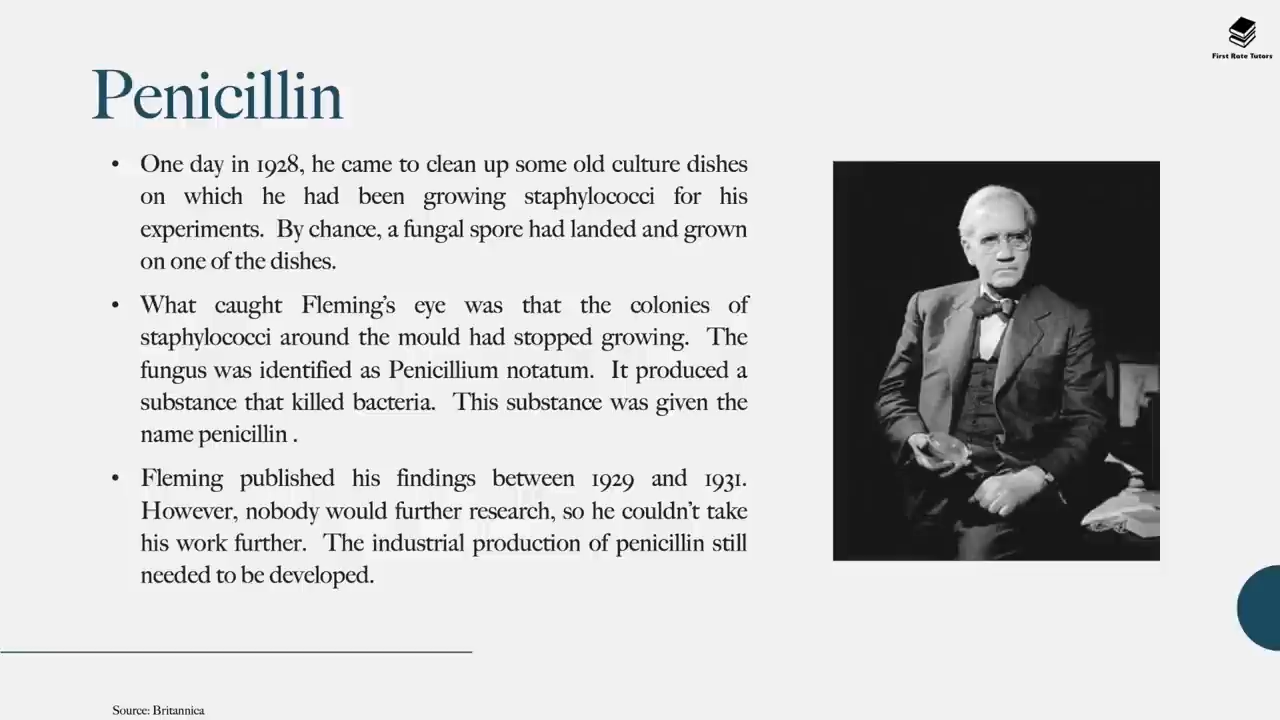 First Rate Tutors
Penicillin
• One day in 1928, he came to clean up some old culture dishes
on which he had been growing staphylococci for his
experiments. By chance, a fungal spore had landed and grown
on one of the dishes.
• What caught Fleming's eye was that the colonies of
staphylococci around the mould had stopped growing. The
fungus was identified as Penicillium notatum. It produced a
substance that killed bacteria. This substance was given the
name penicillin .
• Fleming published his findings between 1929 and 1931.
However, nobody would further research, so he couldn't take
his work further. The industrial production of penicillin still
needed to be developed.
Source: Britannica